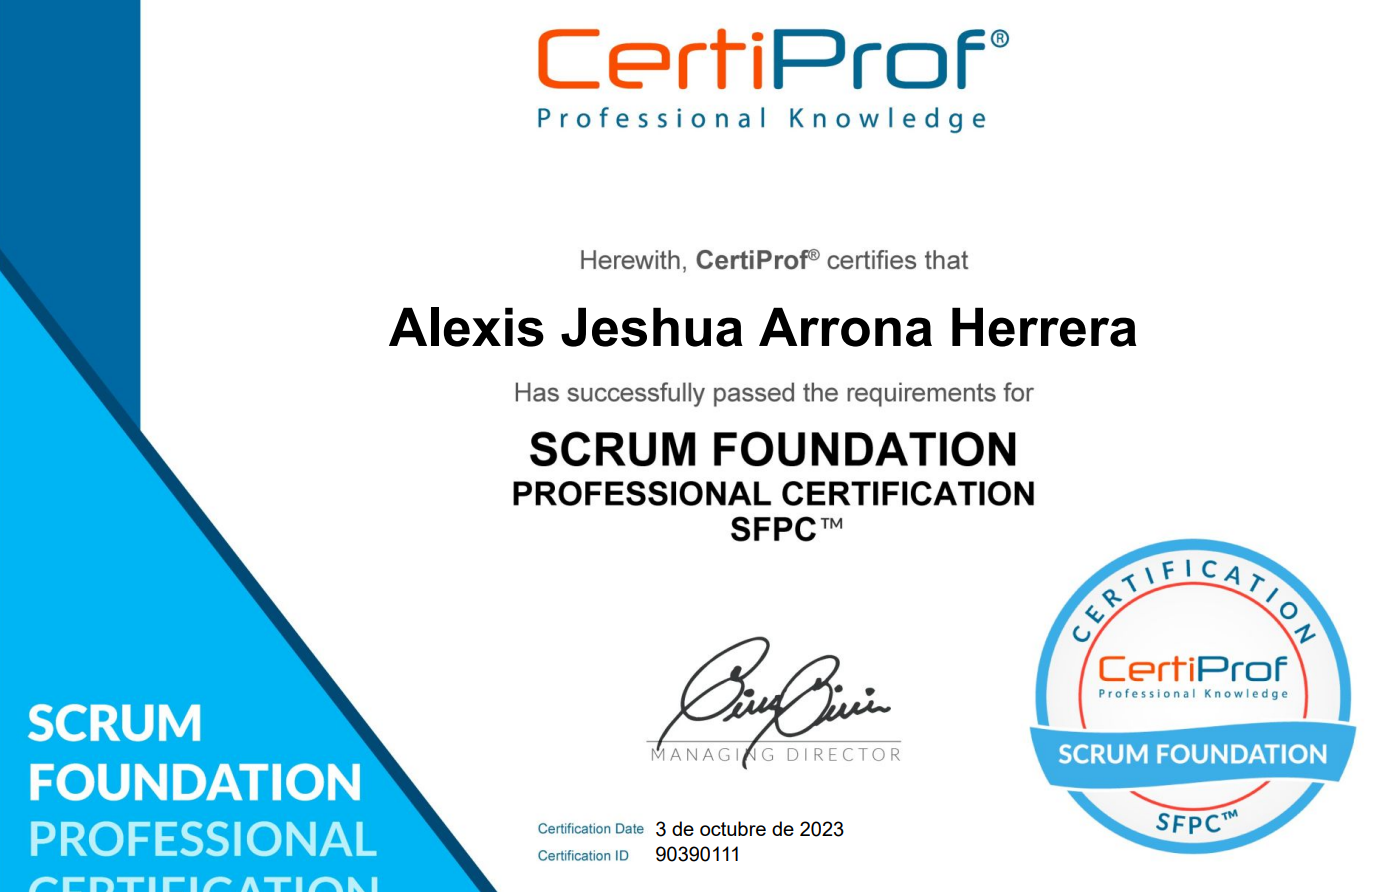 CertiProf®
Professional Knowledge
Herewith, CertiProf® certifies that
Alexis Jeshua Arrona Herrera
Has successfully passed the requirements for
SCRUM FOUNDATION
PROFESSIONAL CERTIFICATION
SFPC™
MANAGING DIRECTOR
Certification Date 3 de octubre de 2023
Certification ID 90390111
SCRUM
FOUNDATION
PROFESSIONAL
CERTIFICATION
CERTIFICATION
CertiProf
Professional Knowledge
SCRUM FOUNDATION
SFPC™